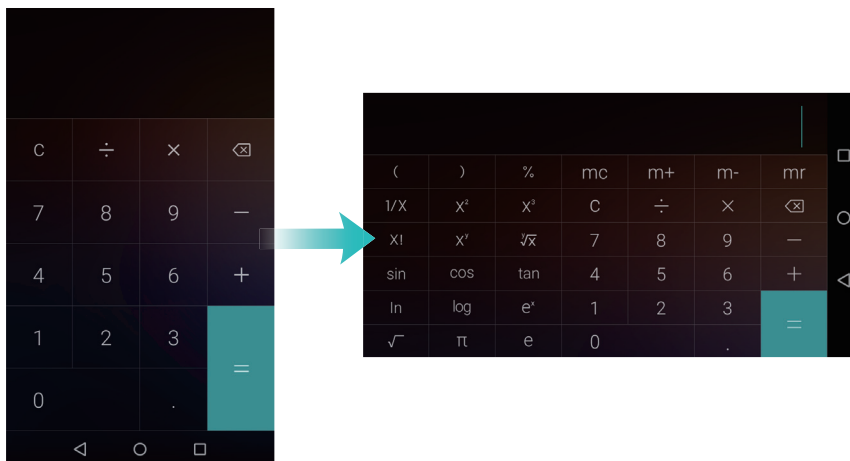 C ÷ × ⌫
7 8 9 −
4 5 6 +
1 2 3 =
0 .
( ) % mc m+ m- mr
1/X X² X³ C ÷ × ⌫
X! Xʸ ʸ√x 7 8 9 −
sin cos tan 4 5 6 +
ln log eˣ 1 2 3 =
√ π e 0 .